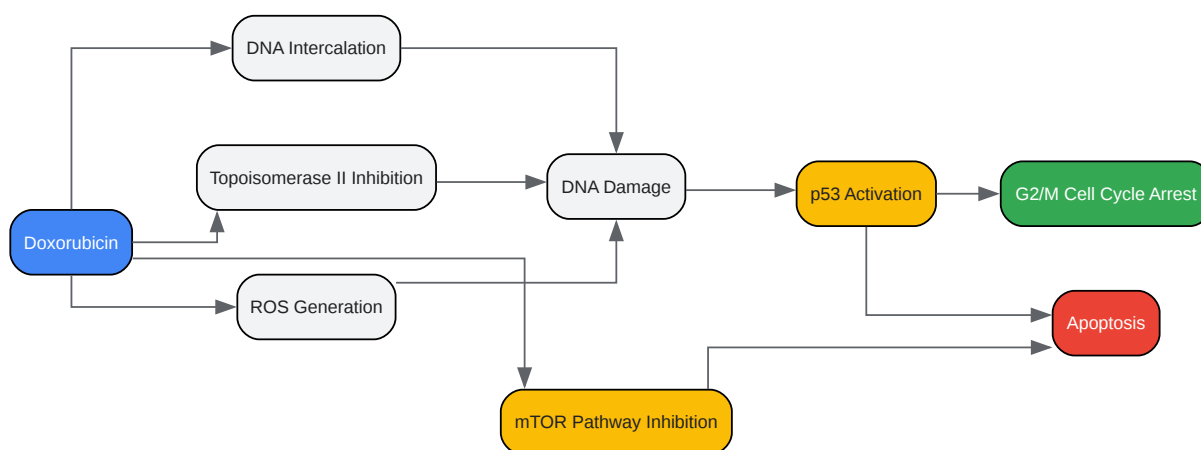 DNA Intercalation
Topoisomerase II Inhibition
DNA Damage
p53 Activation
G2/M Cell Cycle Arrest
Doxorubicin
ROS Generation
Apoptosis
mTOR Pathway Inhibition